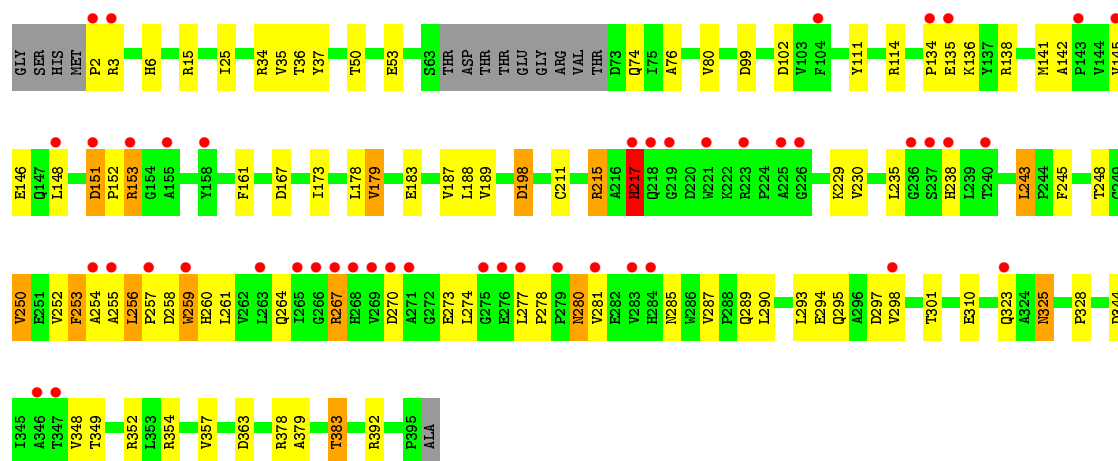 GLY SER HIS MET P2 R3 H6 R15 I25 R34 V35 T36 Y37 T50 E53 S63 THR ASP THR THR GLU GLY ARG VAL THR D73 Q74 I75 A76 V80 D99 D102 V103 F104 Y111 R114 P134 E135 K136 Y137 R138 M141 A142 P143 V144 V145
E146 Q147 L148 D151 P152 R153 G154 A155 Y158 F161 D167 I173 L178 V179 E183 V187 L188 V189 D198 C211 R215 A216 H217 Q218 G219 D220 W221 K222 R223 P224 A225 G226 K229 V230 L235 G236 S237 H238 L239 T240 L243 P244 F245 T248 G249
V250 E251 V252 F253 A254 A255 L256 P257 D258 W259 H260 L261 V262 L263 Q264 I265 G266 R267 H268 V269 D270 A271 G272 E273 L274 G275 E276 L277 P278 P279 N280 V281 E282 V283 H284 N285 W286 V287 P288 Q289 L290 L293 E294 Q295 A296 D297 V298 T301 E310 Q323 A324 N325 P328
I345 A346 T347 V348 T349 R352 L353 R354 V357 D363 R378 A379 T383 R392 P395 ALA